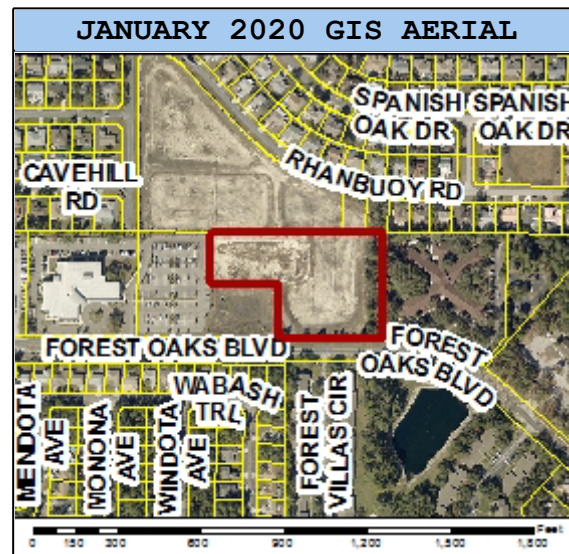 JANUARY 2020 GIS AERIAL
SPANISH
OAK DR
SPANISH
OAK DR
RHANBUOY RD
CAVEHILL
RD
FOREST OAKS BLVD
FOREST
OAKS BLVD
WABASH
TRL
MENDOTA
AVE
MONONA
AVE
WINDOTA
AVE
FOREST
VILLAS CIR
Feet
0 150 300 600 900 1,200 1,500 1,800